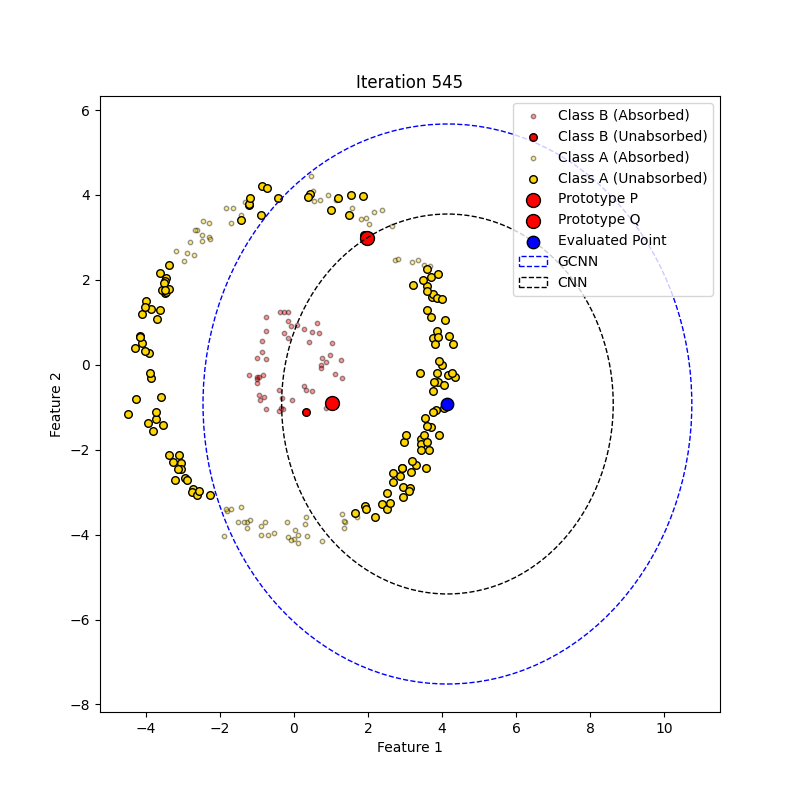 Iteration 545
Class B (Absorbed)
Class B (Unabsorbed)
Class A (Absorbed)
Class A (Unabsorbed)
Prototype P
Prototype Q
Evaluated Point
GCNN
CNN
6
4
2
0
−2
−4
−6
−8
Feature 2
−4 −2 0 2 4 6 8 10
Feature 1